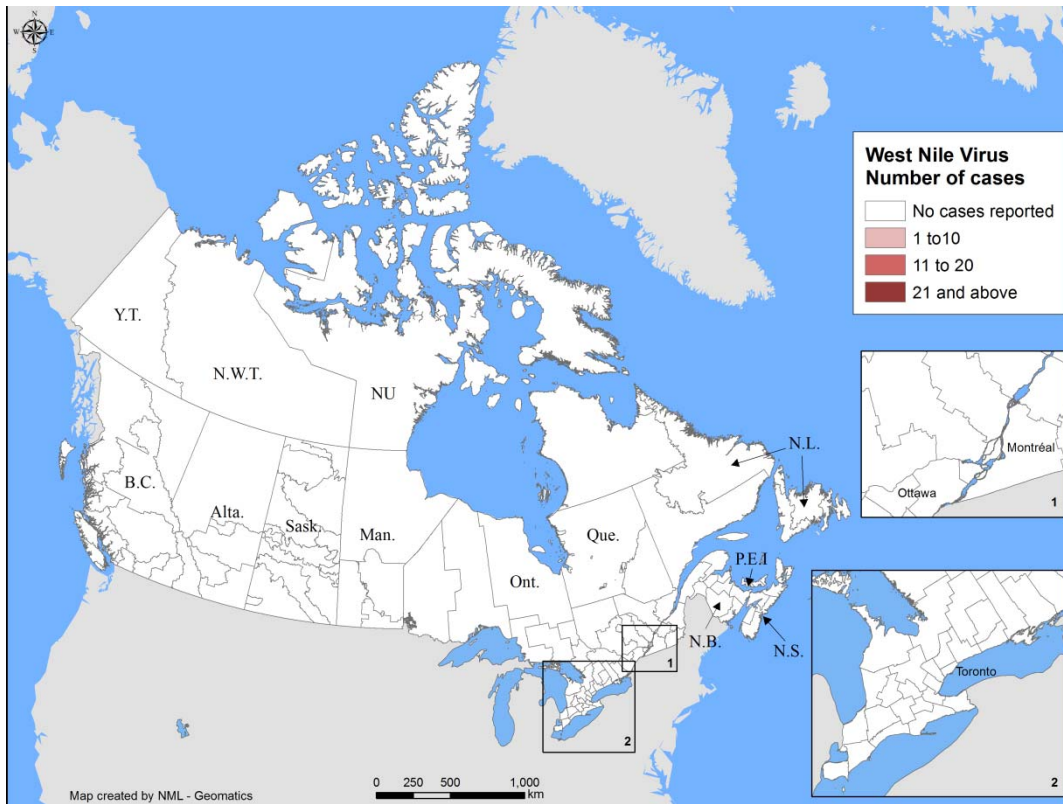 N
W E
S
West Nile Virus
Number of cases
No cases reported
1 to10
11 to 20
21 and above
Y.T.
N.W.T.
NU
B.C.
Alta.
Sask.
Man.
Ont.
Que.
N.L.
P.E.I
N.B.
N.S.
1
2
Montréal
Ottawa
1
Toronto
2
0 250 500 1,000
km
Map created by NML - Geomatics